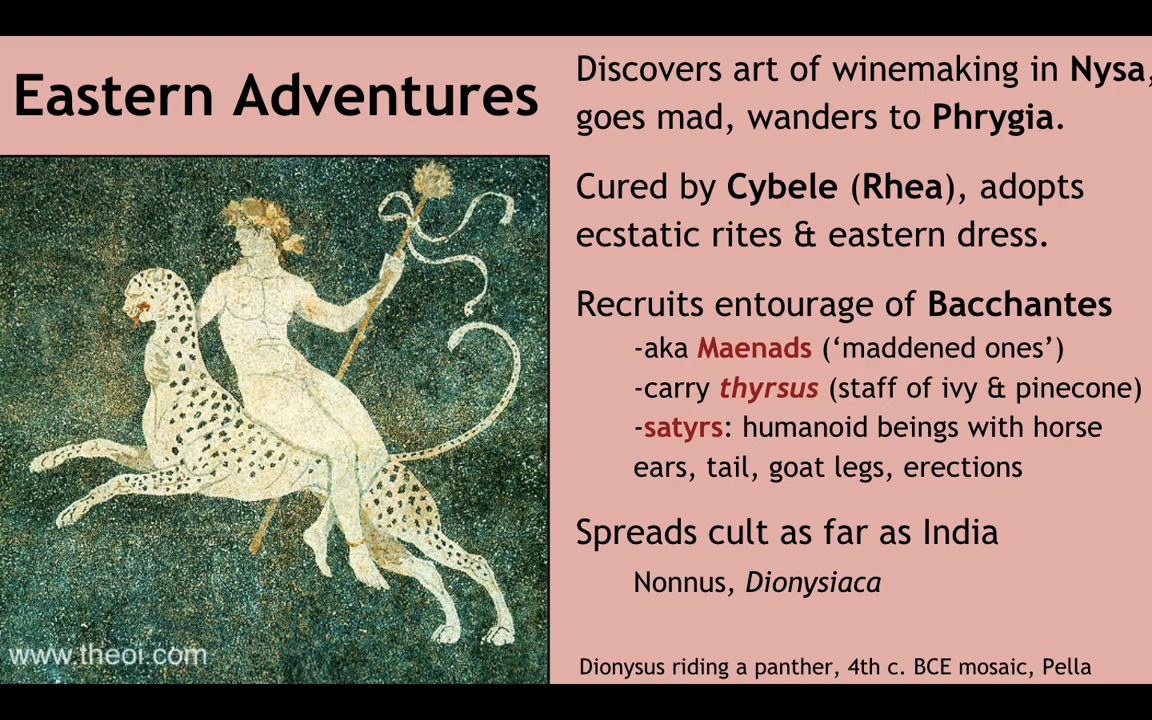 Eastern Adventures
Discovers art of winemaking in Nysa,
goes mad, wanders to Phrygia.
Cured by Cybele (Rhea), adopts
ecstatic rites & eastern dress.
Recruits entourage of Bacchantes
-aka Maenads (‘maddened ones’)
-carry thyrsus (staff of ivy & pinecone)
-satyrs: humanoid beings with horse
ears, tail, goat legs, erections
Spreads cult as far as India
Nonnus, Dionysiaca
www.theoi.com
Dionysus riding a panther, 4th c. BCE mosaic, Pella